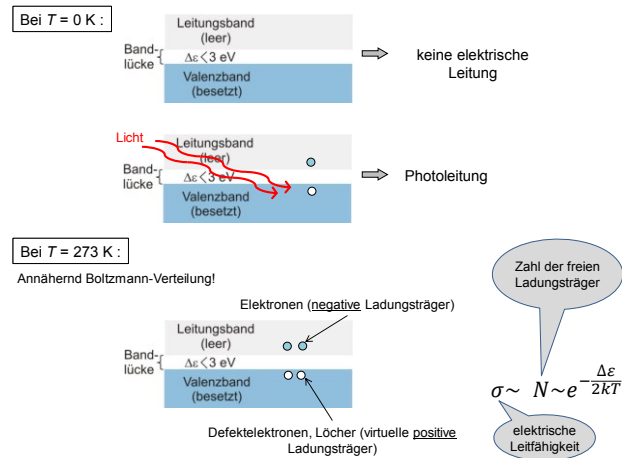 Bei T = 0 K :
Leitungsband
(leer)
Band-
lücke
Δε<3 eV
Valenzband
(besetzt)
keine elektrische
Leitung
Licht
Leitungsband
(leer)
Band-
lücke
Δε<3 eV
Valenzband
(besetzt)
Photoleitung
Bei T = 273 K :
Annähernd Boltzmann-Verteilung!
Zahl der freien
Ladungsträger
Elektronen (negative Ladungsträger)
Leitungsband
(leer)
Band-
lücke
Δε<3 eV
Valenzband
(besetzt)
σ~ N~e^{-Δε/2kT}
Defektelektronen, Löcher (virtuelle positive
Ladungsträger)
elektrische
Leitfähigkeit